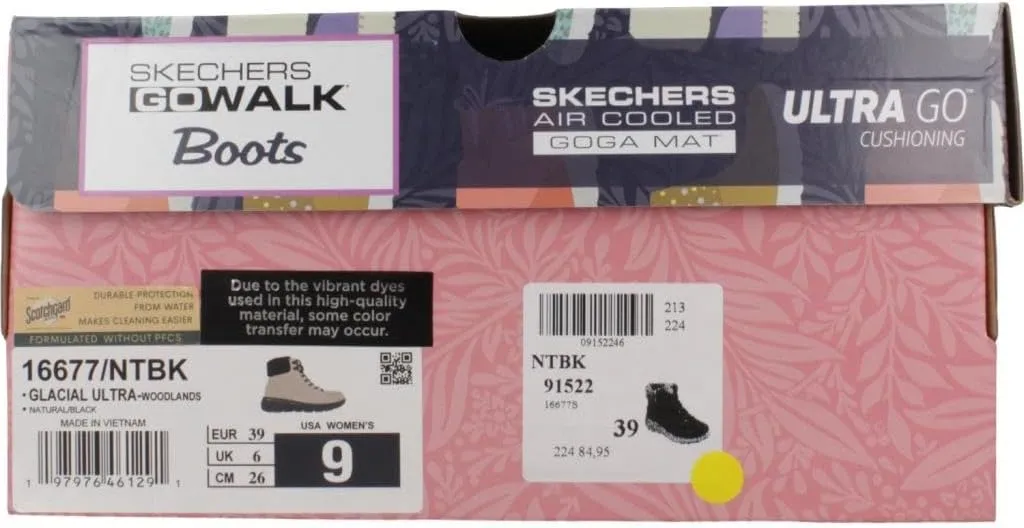 SKECHERS
GOWALK
Boots
SKECHERS
AIR COOLED
GOGA MAT
ULTRA GO™
CUSHIONING
Scotchgard
DURABLE PROTECTION
FROM WATER
MAKES CLEANING EASIER
FORMULATED WITHOUT PFCS
Due to the vibrant dyes
used in this high-quality
material, some color
transfer may occur.
16677/NTBK
• GLACIAL ULTRA-WOODLANDS
• NATURAL/BLACK
MADE IN VIETNAM
1 97976 46129 1
EUR 39
UK 6
CM 26
USA WOMEN'S
9
213
224
09152246
NTBK
91522
16677S
39
224 84,95